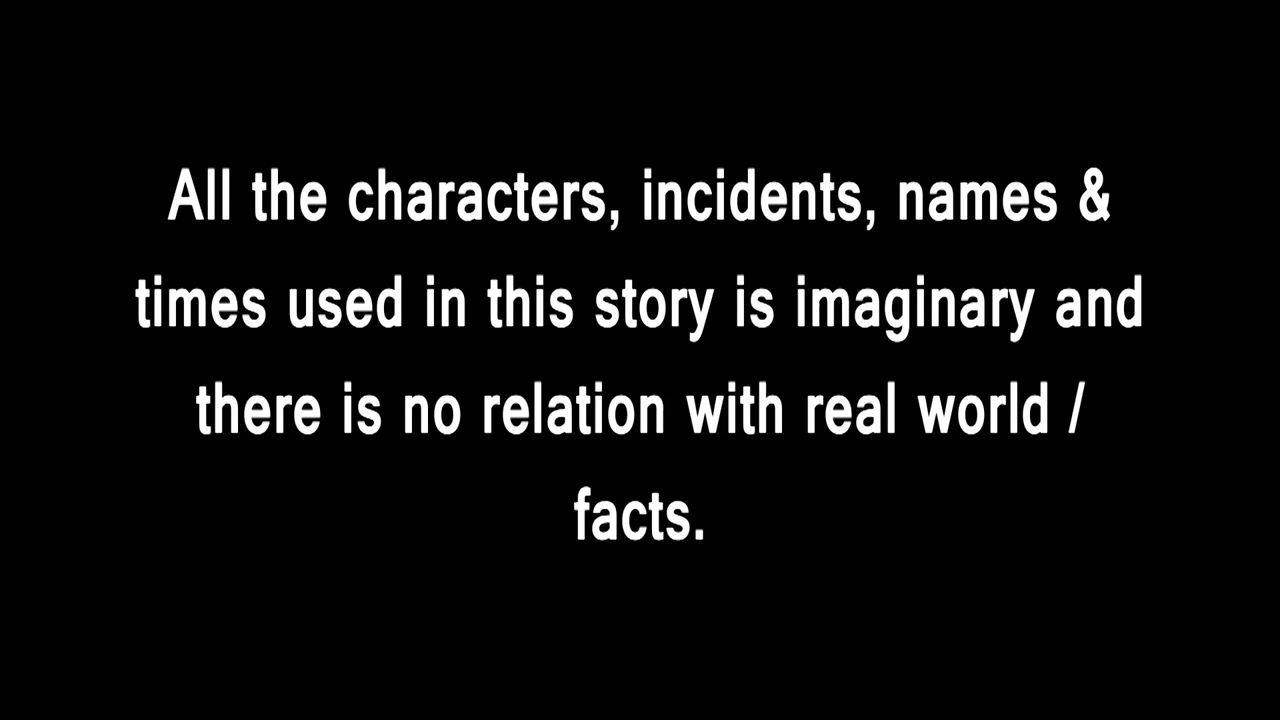 All the characters, incidents, names &
times used in this story is imaginary and
there is no relation with real world /
facts.